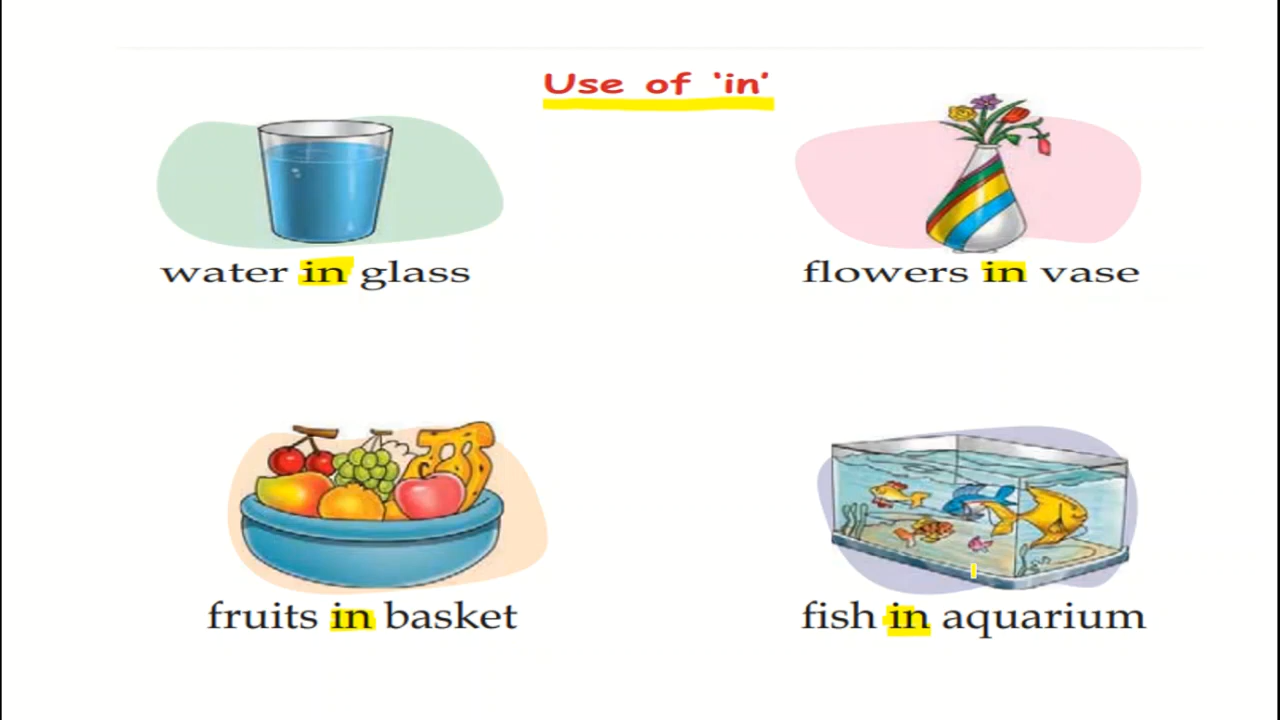 Use of 'in'
water in glass
flowers in vase
fruits in basket
fish in aquarium